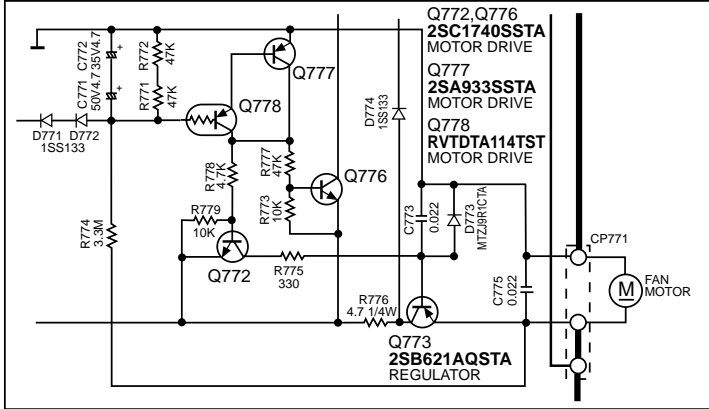 Q772,Q776
2SC1740SSTA
MOTOR DRIVE
Q777
2SA933SSTA
MOTOR DRIVE
Q778
RVTDTA114TST
MOTOR DRIVE
C772
35V4.7
+
C771
50V4.7
+
R772
47K
R771
47K
Q777
Q778
D774
1SS133
D771
D772
1SS133
R778
4.7K
R777
47K
R773
10K
Q776
R774
3.3M
R779
10K
Q772
R775
330
C773
0.022
D773
MTZJ9R1CTA
C775
0.022
CP771
M
FAN
MOTOR
R776
4.7 1/4W
Q773
2SB621AQSTA
REGULATOR